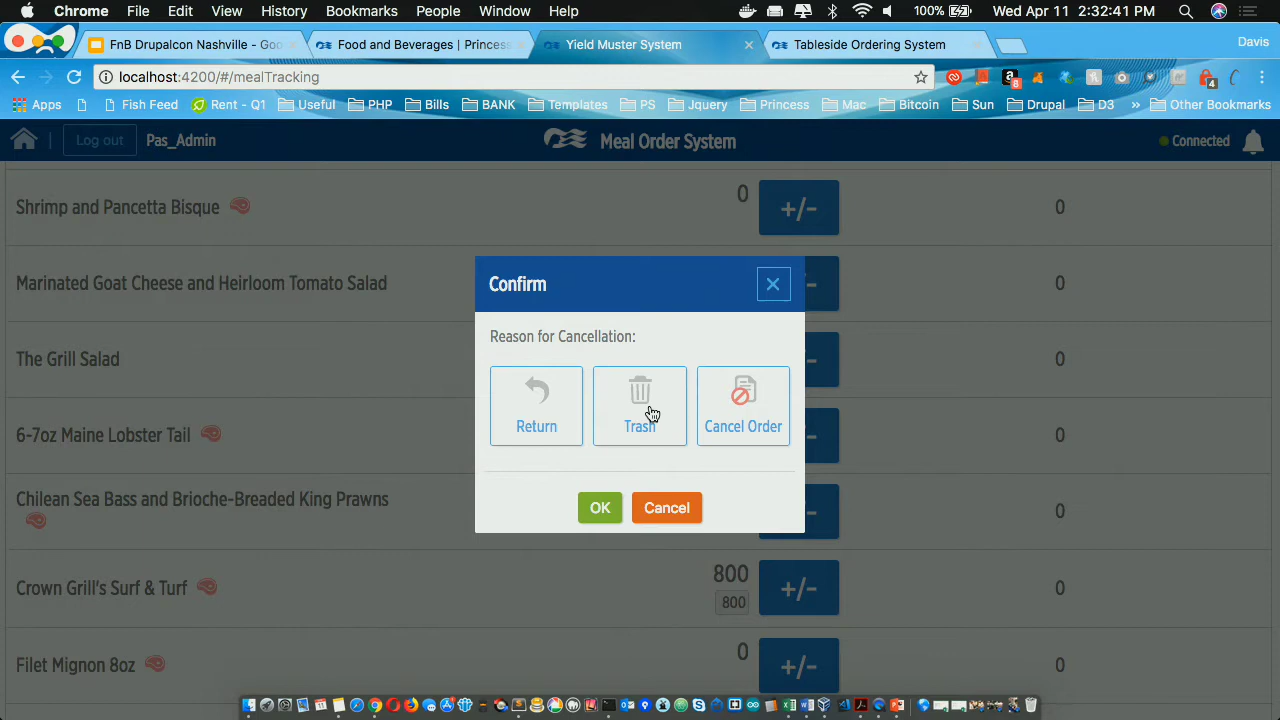 Chrome File Edit View History Bookmarks People Window Help 100% Wed Apr 11 2:32:41 PM
FnB Drupalcon Nashville - Goo Food and Beverages | Princess Yield Muster System Tableside Ordering System Davis
localhost:4200/#/mealTracking 8 4
Apps Fish Feed Rent - Q1 Useful PHP Bills BANK Templates PS Jquery Princess Mac Bitcoin Sun Drupal D3 » Other Bookmarks
Log out Pas_Admin Meal Order System Connected
Shrimp and Pancetta Bisque 0 +/- 0
Marinated Goat Cheese and Heirloom Tomato Salad - 0
The Grill Salad - 0
6-7oz Maine Lobster Tail - 0
Chilean Sea Bass and Brioche-Breaded King Prawns - 0
Crown Grill's Surf & Turf 800 +/- 0
800
Filet Mignon 8oz 0 +/- 0
Confirm
Reason for Cancellation:
Return Trash Cancel Order
OK Cancel